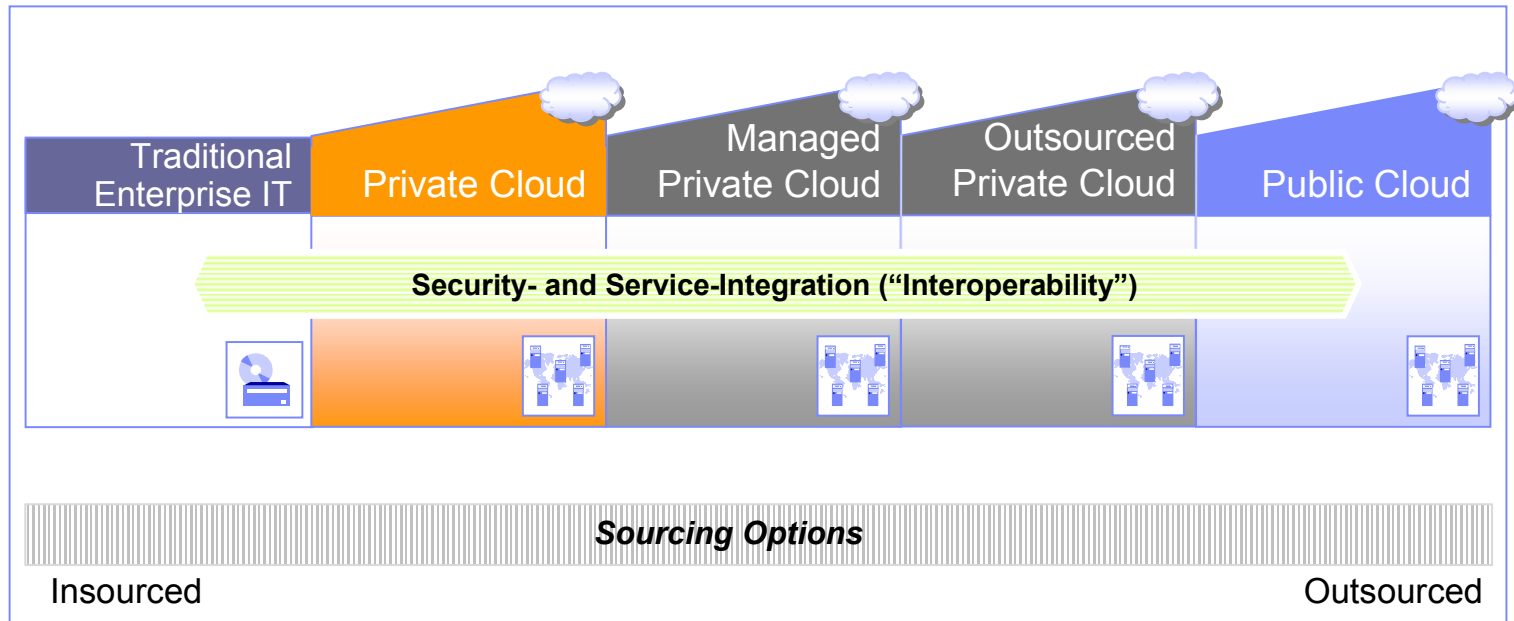 Traditional
Enterprise IT
Private Cloud
Managed
Private Cloud
Outsourced
Private Cloud
Public Cloud
Security- and Service-Integration (“Interoperability”)
Sourcing Options
Insourced
Outsourced